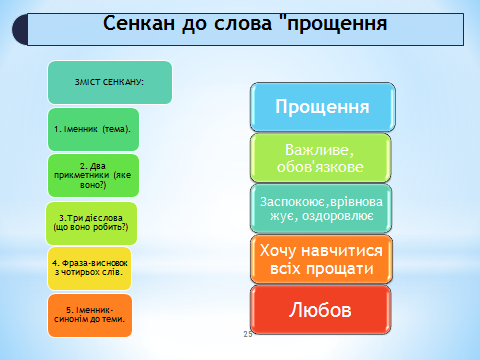 Сенкан до слова "прощення
ЗМІСТ СЕНКАНУ:
1. Іменник (тема).
2. Два
прикметники (яке
воно?)
3.Три дієслова
(що воно робить?)
4. Фраза-висновок
з чотирьох слів.
5. Іменник-
синонім до теми.
Прощення
Важливе,
обов'язкове
Заспокоює,врівнова
жує, оздоровлює
Хочу навчитися
всіх прощати
Любов
25